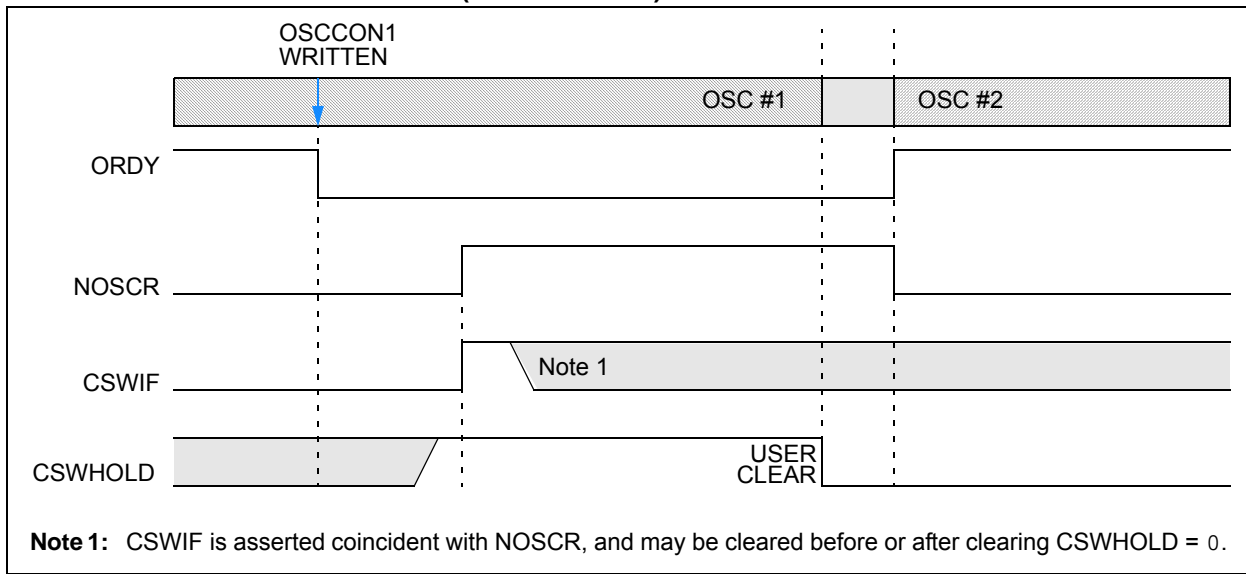 OSCCON1
WRITTEN
OSC #1
OSC #2
ORDY
NOSCR
CSWIF
Note 1
CSWHOLD
USER
CLEAR
Note 1: CSWIF is asserted coincident with NOSCR, and may be cleared before or after clearing CSWHOLD = 0.